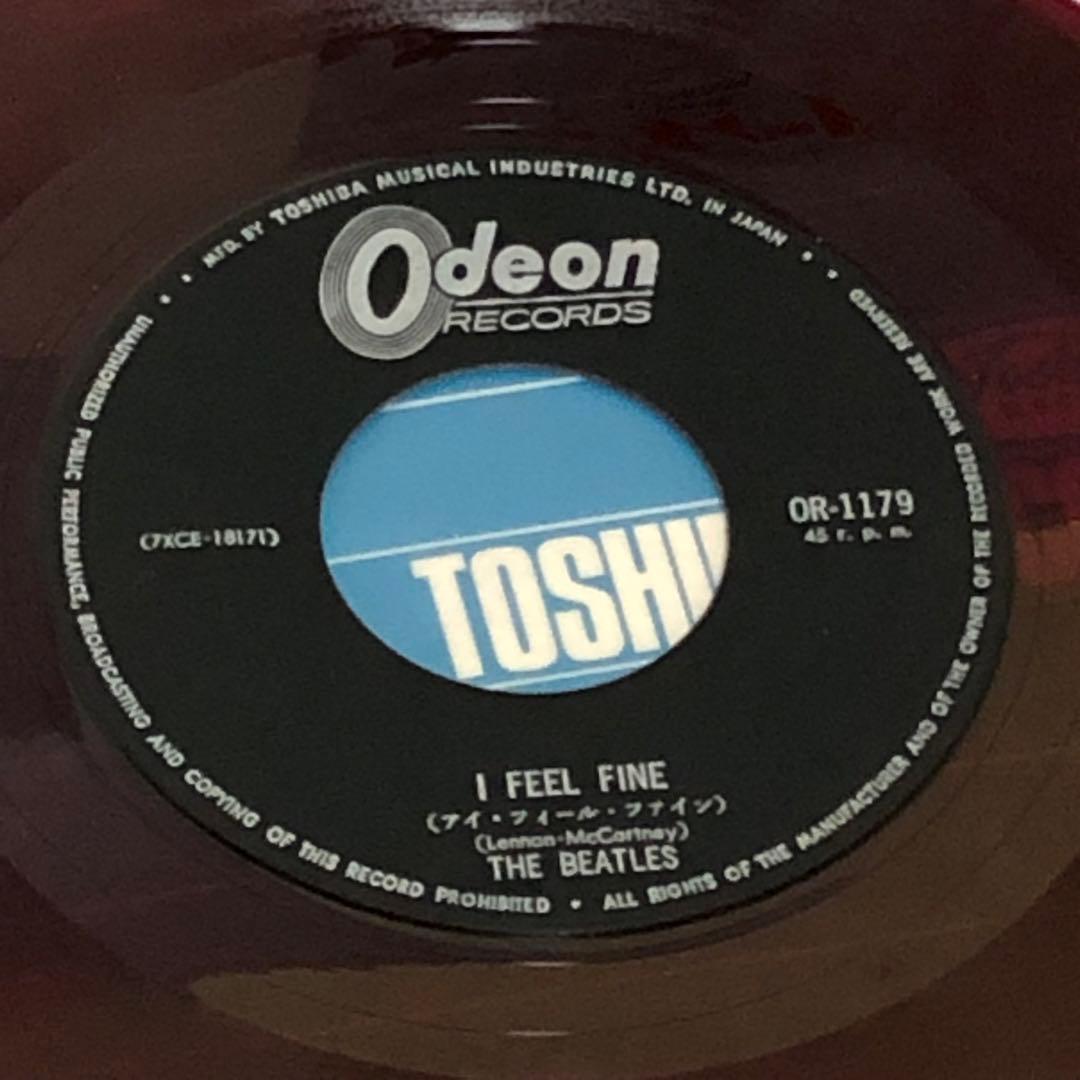 MFD. BY TOSHIBA MUSICAL INDUSTRIES LTD. IN JAPAN
Odeon
RECORDS
(7XCE-18171)
OR-1179
45 r. p. m.
TOSHI
I FEEL FINE
(アイ・フィール・ファイン)
(Lennon-McCartney)
THE BEATLES
UNAUTHORIZED PUBLIC PERFORMANCE, BROADCASTING AND COPYING OF THIS RECORD PROHIBITED • ALL RIGHTS OF THE MANUFACTURER AND OF THE OWNER OF THE RECORDED WORK ARE RESERVED